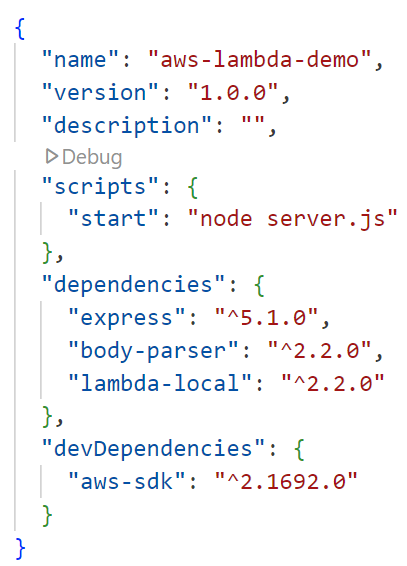 {
"name": "aws-lambda-demo",
"version": "1.0.0",
"description": "",
Debug
"scripts": {
"start": "node server.js"
},
"dependencies": {
"express": "^5.1.0",
"body-parser": "^2.2.0",
"lambda-local": "^2.2.0"
},
"devDependencies": {
"aws-sdk": "^2.1692.0"
}
}